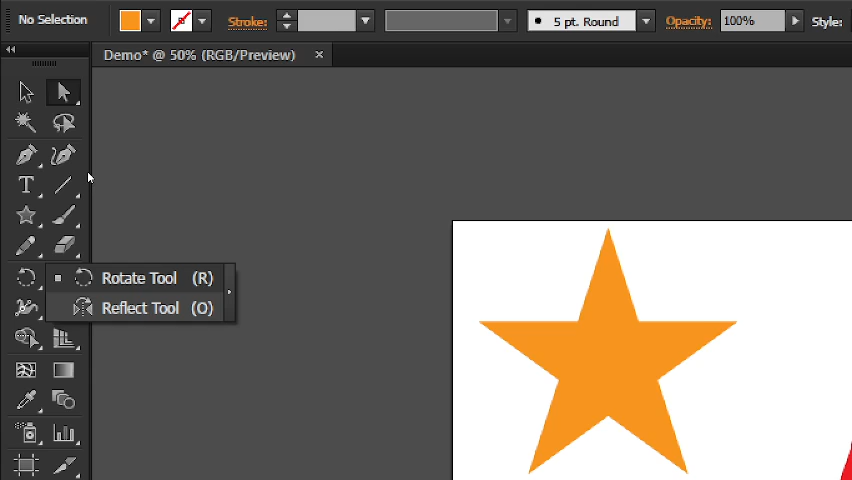 No Selection Stroke: 5 pt. Round Opacity: 100% Style:
Demo* @ 50% (RGB/Preview) ×
T
Rotate Tool (R)
Reflect Tool (O)